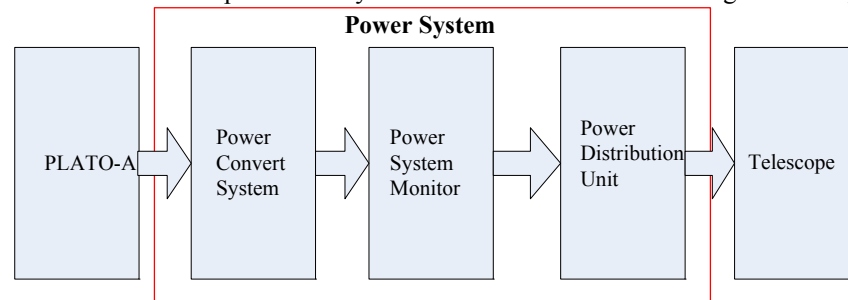 Power System
PLATO-A
Power
Convert
System
Power
System
Monitor
Power
Distribution
Unit
Telescope